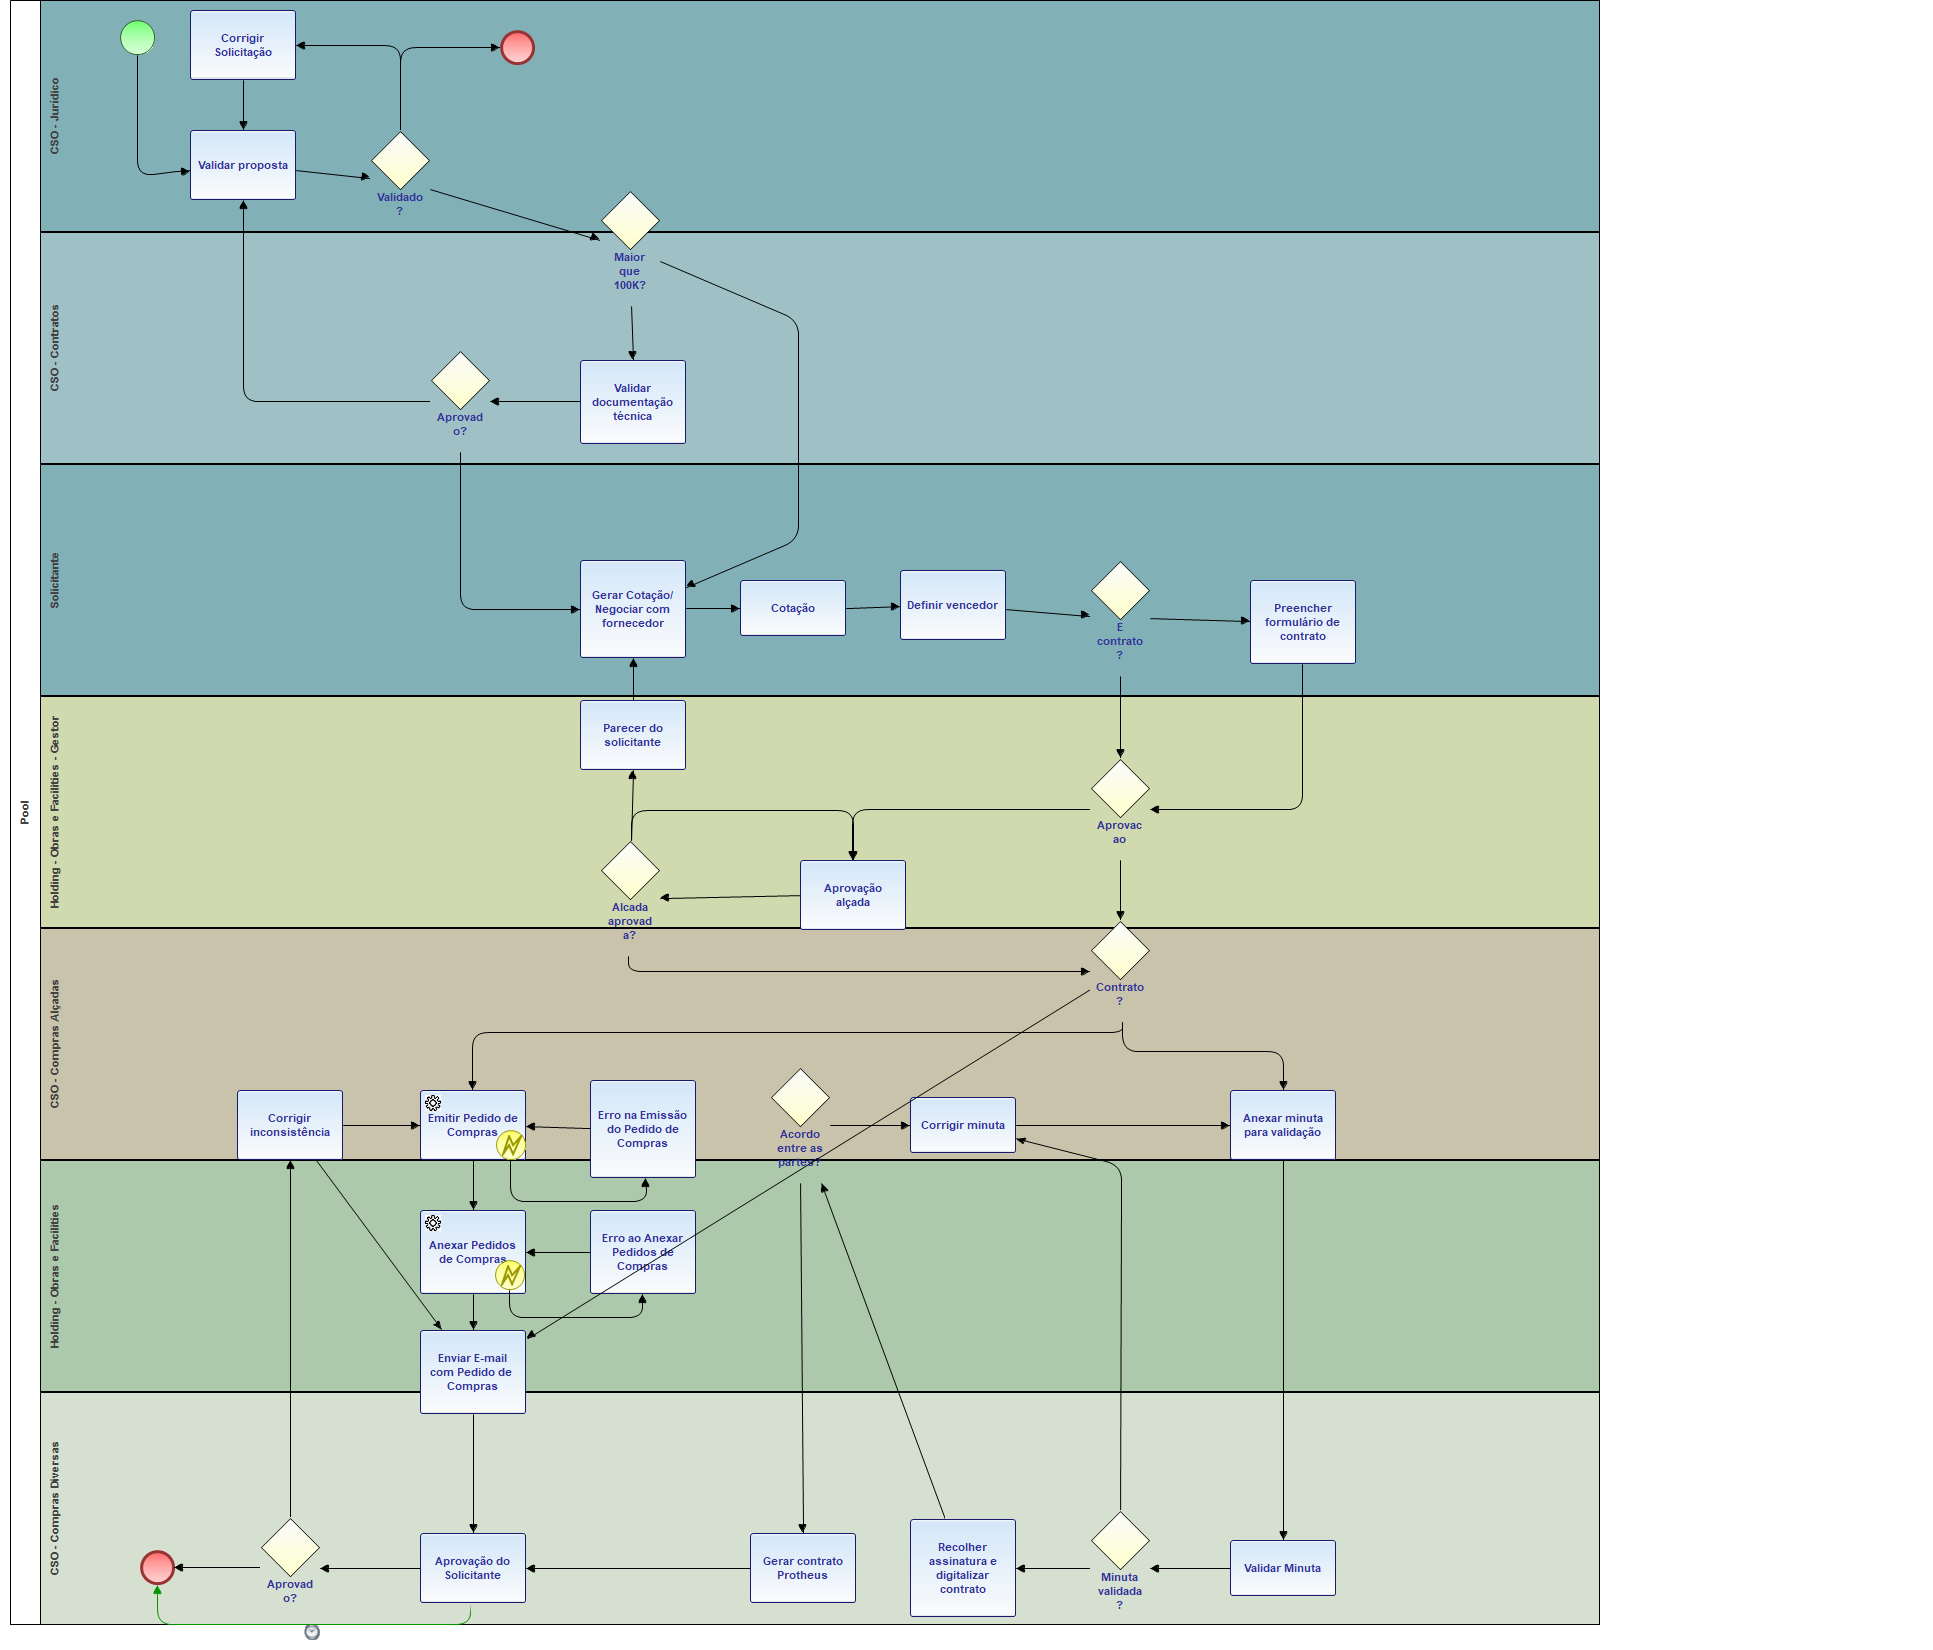 Pool
CSO - Jurídico
Corrigir
Solicitação
Validar proposta
Validado
?
Maior
que
100K?
CSO - Contratos
Aprovad
o?
Validar
documentação
técnica
Solicitante
Gerar Cotação/
Negociar com
fornecedor
Cotação
Definir vencedor
E
contrato
?
Preencher
formulário de
contrato
Holding - Obras e Facilities - Gestor
Parecer do
solicitante
Aprovac
ao
Alcada
aprovad
a?
Aprovação
alçada
CSO - Compras Alçadas
Contrato
?
Corrigir
inconsistência
Emitir Pedido de
Compras
Erro na Emissão
do Pedido de
Compras
Acordo
entre as
partes?
Corrigir minuta
Anexar minuta
para validação
Holding - Obras e Facilities
Anexar Pedidos
de Compras
Erro ao Anexar
Pedidos de
Compras
Enviar E-mail
com Pedido de
Compras
CSO - Compras Diversas
Aprovad
o?
Aprovação do
Solicitante
Gerar contrato
Protheus
Recolher
assinatura e
digitalizar
contrato
Minuta
validada
?
Validar Minuta